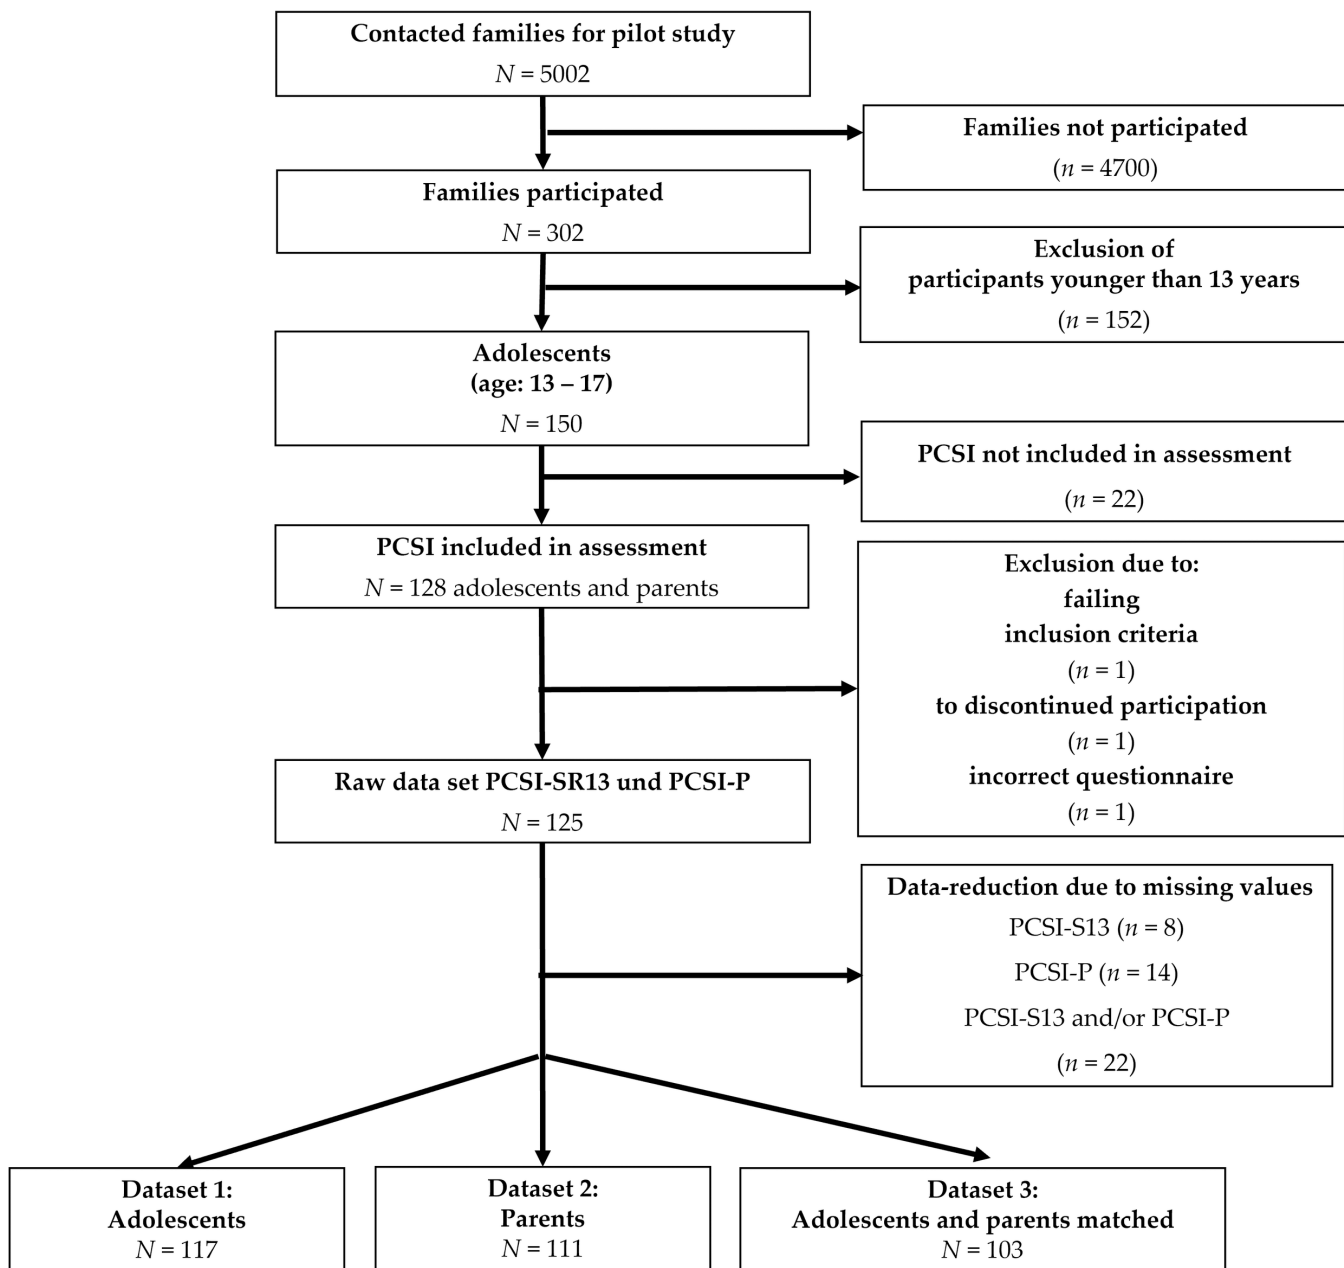 Contacted families for pilot study
N = 5002
Families not participated
(n = 4700)
Families participated
N = 302
Exclusion of
participants younger than 13 years
(n = 152)
Adolescents
(age: 13 – 17)
N = 150
PCSI not included in assessment
(n = 22)
PCSI included in assessment
N = 128 adolescents and parents
Exclusion due to:
failing
inclusion criteria
(n = 1)
to discontinued participation
(n = 1)
incorrect questionnaire
(n = 1)
Raw data set PCSI-SR13 und PCSI-P
N = 125
Data-reduction due to missing values
PCSI-S13 (n = 8)
PCSI-P (n = 14)
PCSI-S13 and/or PCSI-P
(n = 22)
Dataset 1:
Adolescents
N = 117
Dataset 2:
Parents
N = 111
Dataset 3:
Adolescents and parents matched
N = 103